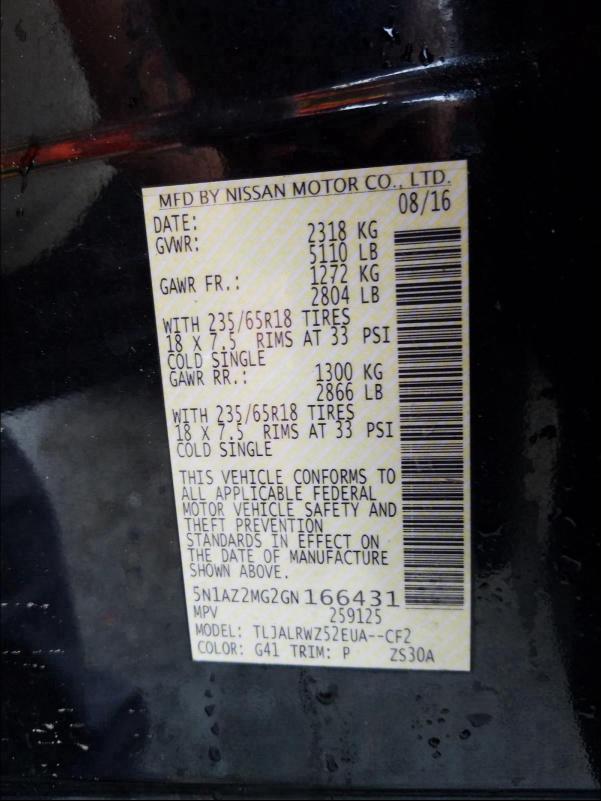 MFD BY NISSAN MOTOR CO., LTD.
DATE: 08/16
GVWR: 2318 KG
5110 LB
GAWR FR.: 1272 KG
2804 LB
WITH 235/65R18 TIRES
18 X 7.5 RIMS AT 33 PSI
COLD SINGLE
GAWR RR.: 1300 KG
2866 LB
WITH 235/65R18 TIRES
18 X 7.5 RIMS AT 33 PSI
COLD SINGLE
THIS VEHICLE CONFORMS TO
ALL APPLICABLE FEDERAL
MOTOR VEHICLE SAFETY AND
THEFT PREVENTION
STANDARDS IN EFFECT ON
THE DATE OF MANUFACTURE
SHOWN ABOVE.
5N1AZ2MG2GN166431
MPV 259125
MODEL: TLJALRWZ52EUA--CF2
COLOR: G41 TRIM: P ZS30A